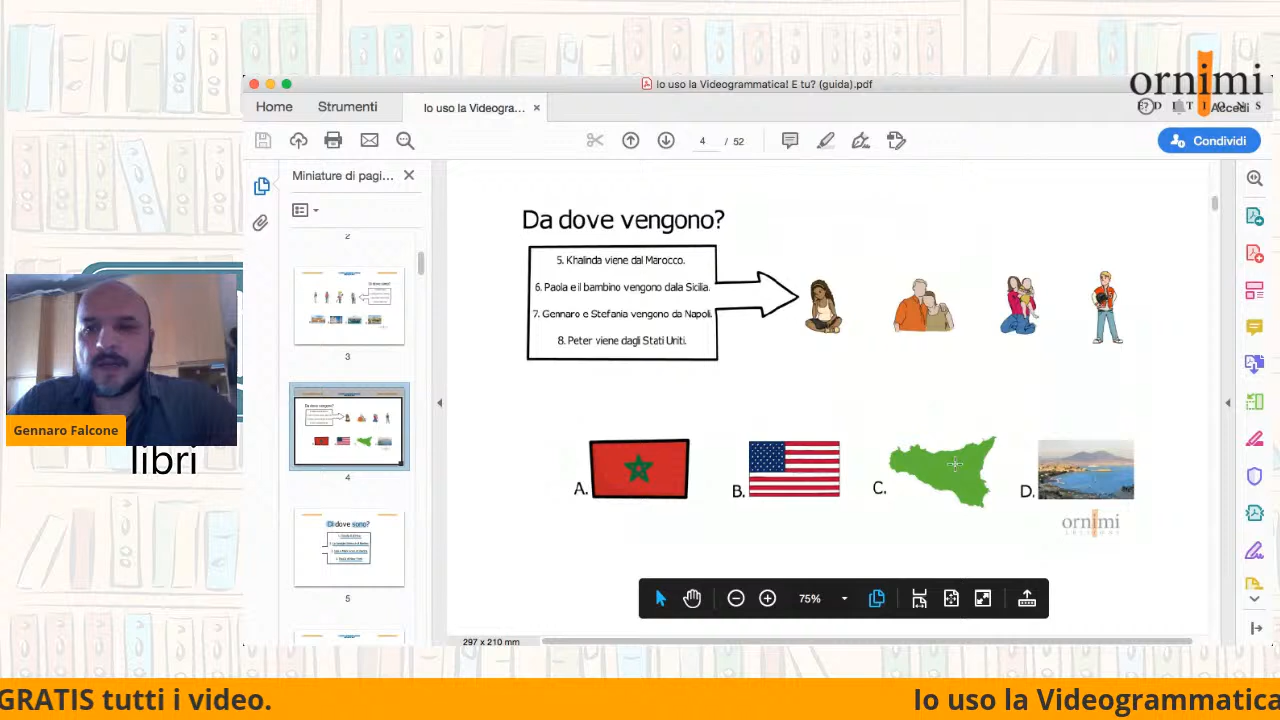 Io uso la Videogrammatica! E tu? (guida).pdf
ornimi
EDITIONS
Home
Strumenti
Io uso la Videogra...
Accedi
4 / 52
Condividi
Miniature di pagi...
2
3
4
5
Da dove vengono?
5. Khalinda viene dal Marocco.
6. Paola e il bambino vengono dala Sicilia.
7. Gennaro e Stefania vengono da Napoli.
8. Peter viene dagli Stati Uniti.
A.
B.
C.
D.
ornimi
Di dove sono?
75%
297 x 210 mm
Gennaro Falcone
libri
GRATIS tutti i video.
Io uso la Videogrammatica